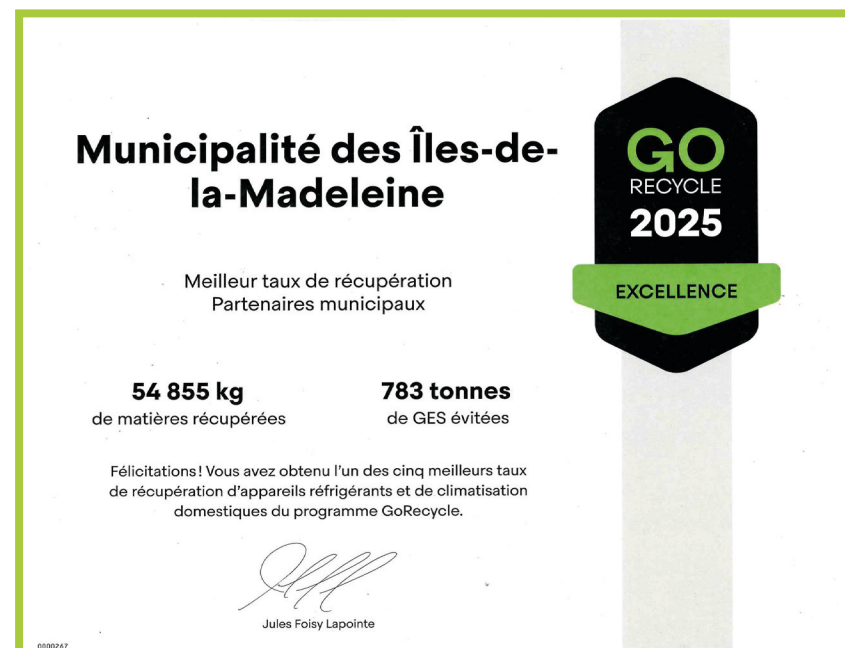 Municipalité des Îles-de-
la-Madeleine
GO
RECYCLE
2025
EXCELLENCE
Meilleur taux de récupération
Partenaires municipaux
54 855 kg
de matières récupérées
783 tonnes
de GES évitées
Félicitations! Vous avez obtenu l'un des cinq meilleurs taux
de récupération d'appareils réfrigérants et de climatisation
domestiques du programme GoRecycle.
Jules Foisy Lapointe
0000267